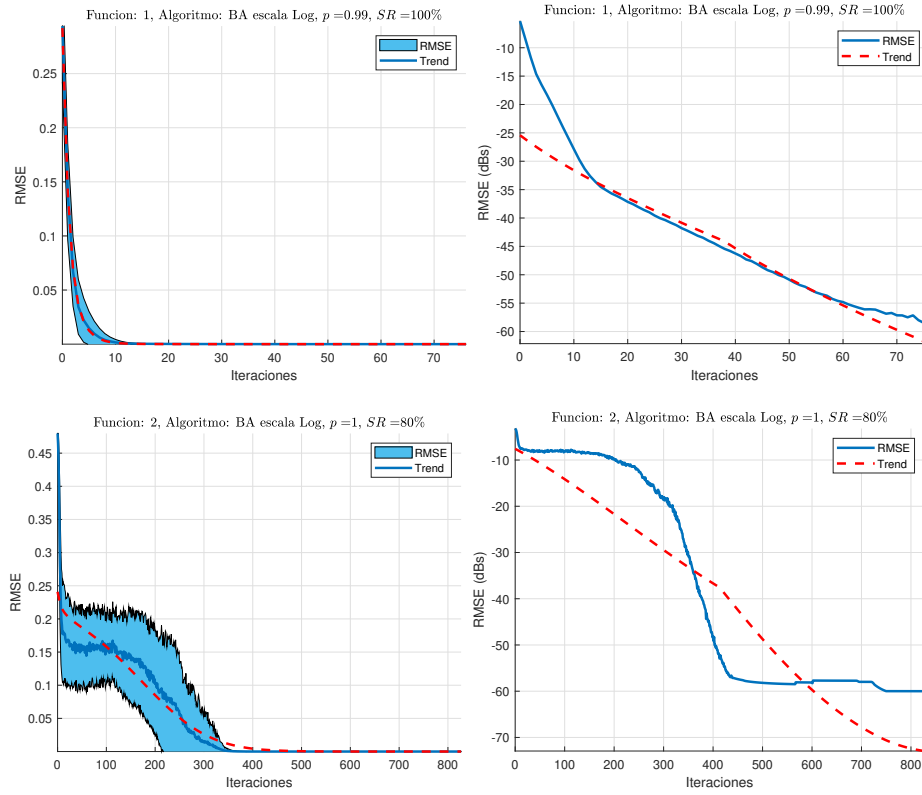 Funcion: 1, Algoritmo: BA escala Log, p =0.99, SR =100%
RMSE
Trend
0.25
0.2
0.15
0.1
0.05
RMSE
0 10 20 30 40 50 60 70
Iteraciones
Funcion: 1, Algoritmo: BA escala Log, p =0.99, SR =100%
RMSE
Trend
-10
-15
-20
-25
-30
-35
-40
-45
-50
-55
-60
RMSE (dBs)
0 10 20 30 40 50 60 70
Iteraciones
Funcion: 2, Algoritmo: BA escala Log, p =1, SR =80%
RMSE
Trend
0.45
0.4
0.35
0.3
0.25
0.2
0.15
0.1
0.05
RMSE
0 100 200 300 400 500 600 700 800
Iteraciones
Funcion: 2, Algoritmo: BA escala Log, p =1, SR =80%
RMSE
Trend
-10
-20
-30
-40
-50
-60
-70
RMSE (dBs)
0 100 200 300 400 500 600 700 800
Iteraciones